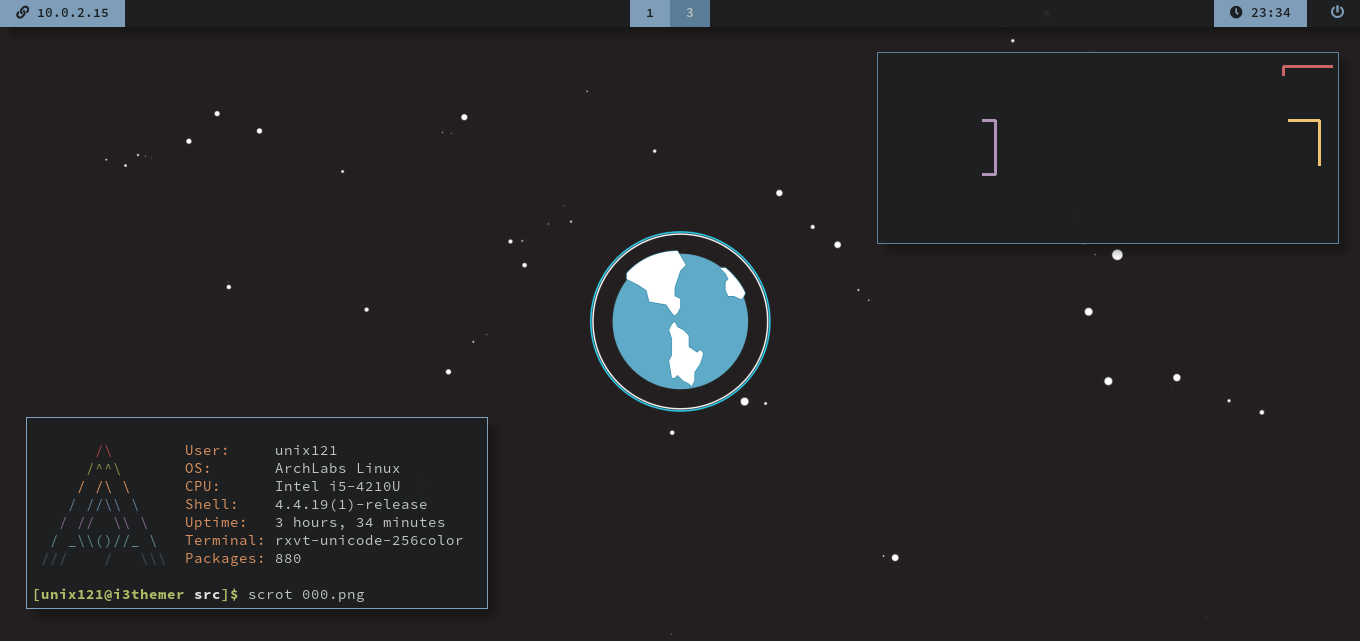 10.0.2.15
1 3
23:34
User: unix121
OS: ArchLabs Linux
CPU: Intel i5-4210U
Shell: 4.4.19(1)-release
Uptime: 3 hours, 34 minutes
Terminal: rxvt-unicode-256color
Packages: 880
[unix121@i3themer src]$ scrot 000.png